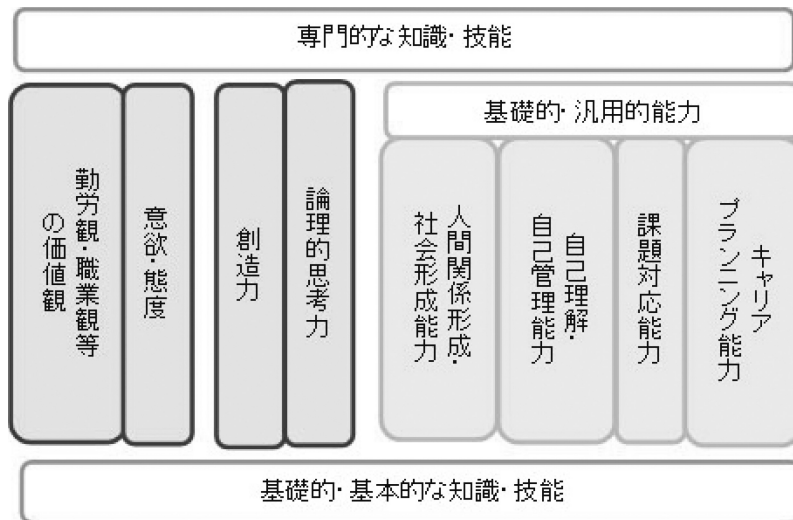 専門的な知識・技能
勤労観・職業観等
の価値観
意欲・態度
創造力
論理的思考力
基礎的・汎用的能力
人間関係形成・
社会形成能力
自己理解・
自己管理能力
課題対応能力
キャリア
プランニング能力
基礎的・基本的な知識・技能